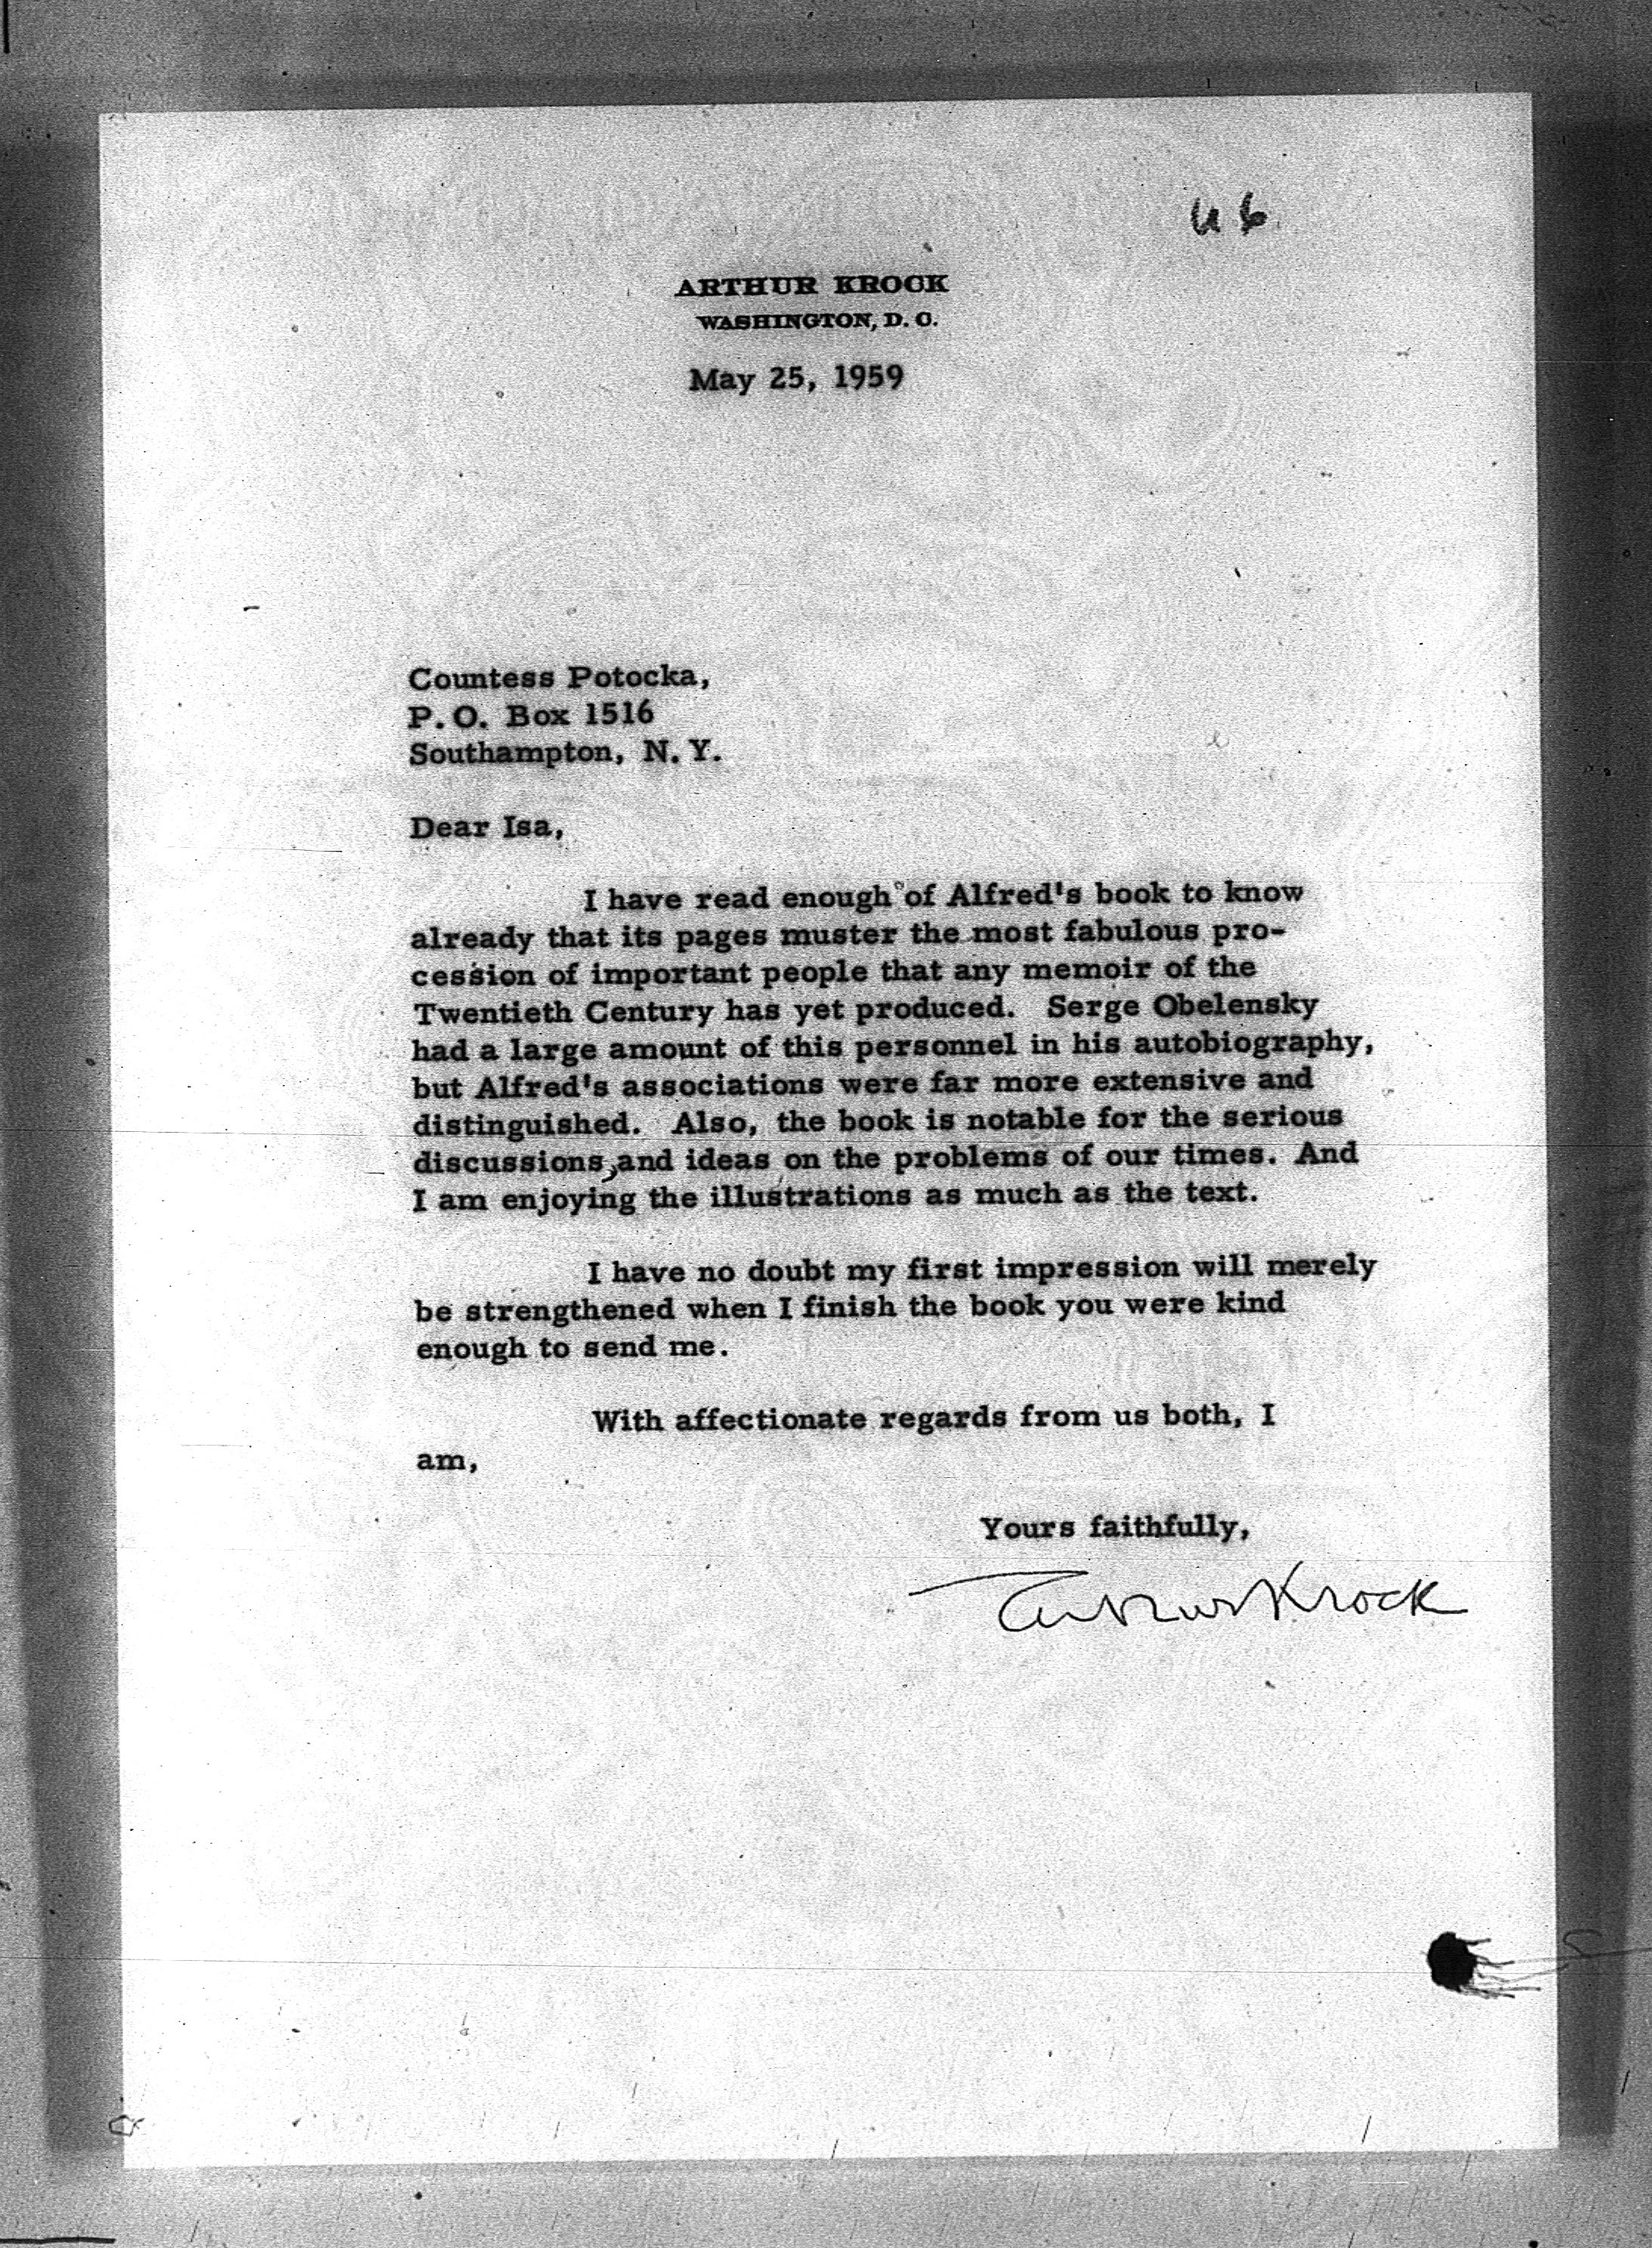 46
ARTHUR KROCK
WASHINGTON, D. C.
May 25, 1959
Countess Potocka,
P.O. Box 1516
Southampton, N.Y.
Dear Isa,
I have read enough of Alfred's book to know
already that its pages muster the most fabulous pro-
cession of important people that any memoir of the
Twentieth Century has yet produced. Serge Obelensky
had a large amount of this personnel in his autobiography,
but Alfred's associations were far more extensive and
distinguished. Also, the book is notable for the serious
discussions, and ideas on the problems of our times. And
I am enjoying the illustrations as much as the text.
I have no doubt my first impression will merely
be strengthened when I finish the book you were kind
enough to send me.
With affectionate regards from us both, I
am,
Yours faithfully,
Arthur Krock